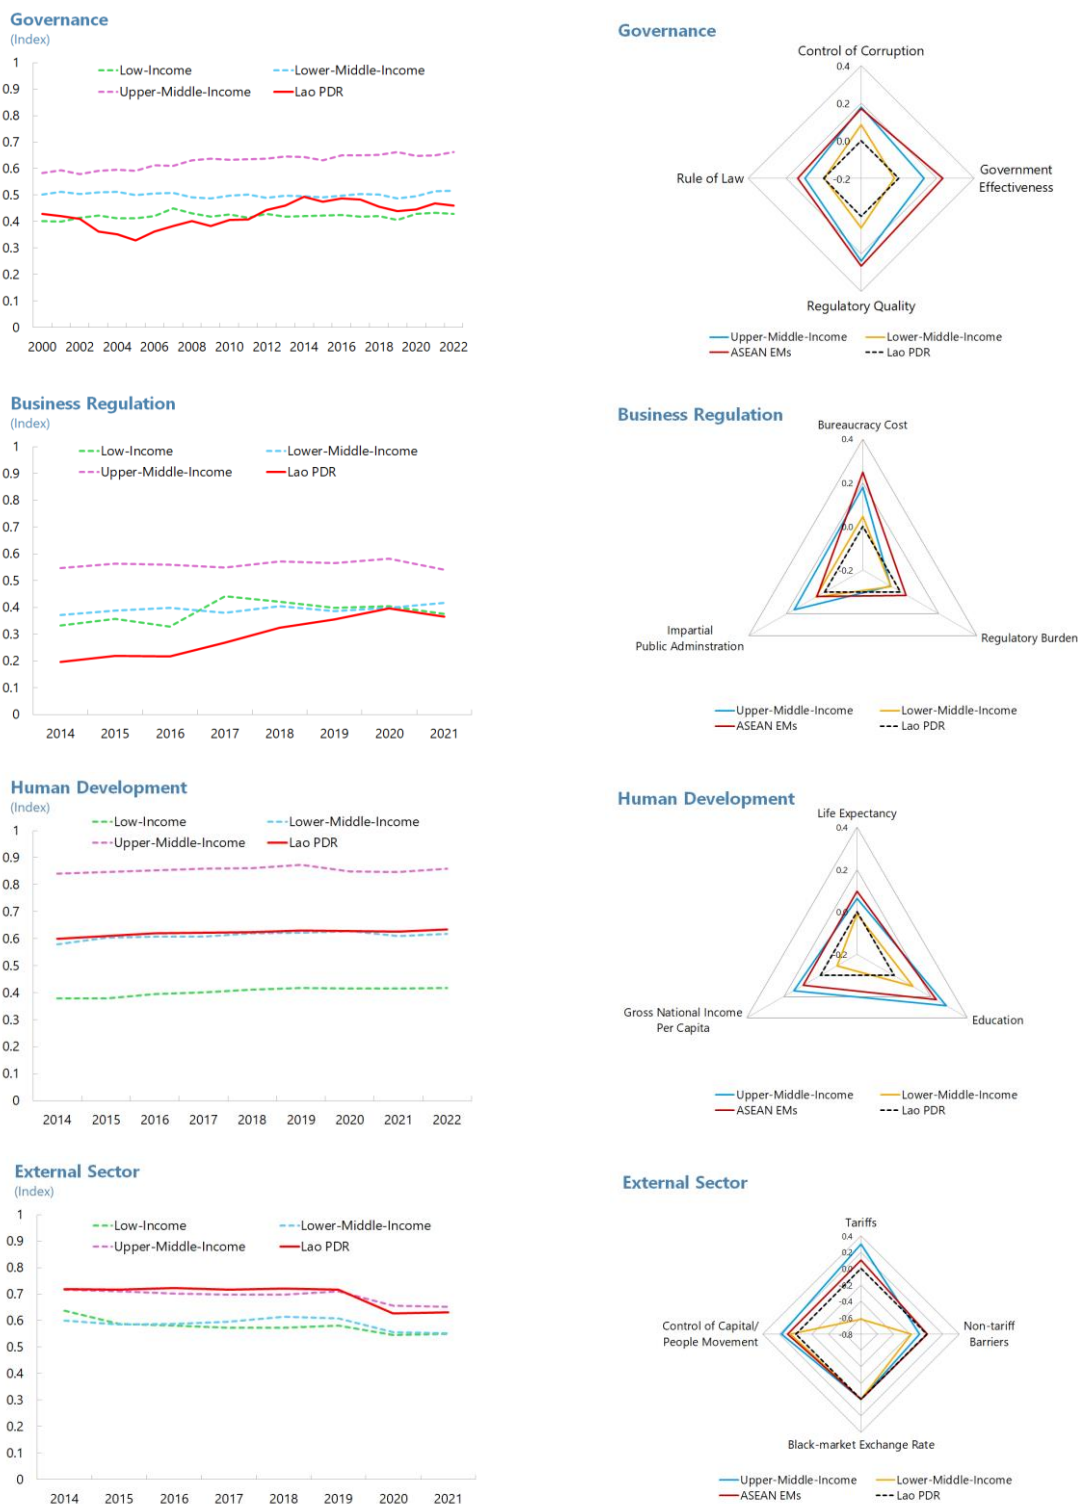 Governance
(Index)
1
0.9
0.8
0.7
0.6
0.5
0.4
0.3
0.2
0.1
0
Low-Income
Lower-Middle-Income
Upper-Middle-Income
Lao PDR
2000 2002 2004 2006 2008 2010 2012 2014 2016 2018 2020 2022
Governance
Control of Corruption
0.4
0.2
0.0
-0.2
Rule of Law
Government
Effectiveness
Regulatory Quality
Upper-Middle-Income
Lower-Middle-Income
ASEAN EMs
Lao PDR
Business Regulation
(Index)
1
0.9
0.8
0.7
0.6
0.5
0.4
0.3
0.2
0.1
0
Low-Income
Lower-Middle-Income
Upper-Middle-Income
Lao PDR
2014 2015 2016 2017 2018 2019 2020 2021
Business Regulation
Bureaucracy Cost
0.4
0.2
0.0
-0.2
Impartial
Public Adminstration
Regulatory Burden
Upper-Middle-Income
Lower-Middle-Income
ASEAN EMs
Lao PDR
Human Development
(Index)
1
0.9
0.8
0.7
0.6
0.5
0.4
0.3
0.2
0.1
0
Low-Income
Lower-Middle-Income
Upper-Middle-Income
Lao PDR
2014 2015 2016 2017 2018 2019 2020 2021 2022
Human Development
Life Expectancy
0.4
0.2
0.0
-0.2
Gross National Income
Per Capita
Education
Upper-Middle-Income
Lower-Middle-Income
ASEAN EMs
Lao PDR
External Sector
(Index)
1
0.9
0.8
0.7
0.6
0.5
0.4
0.3
0.2
0.1
0
Low-Income
Lower-Middle-Income
Upper-Middle-Income
Lao PDR
2014 2015 2016 2017 2018 2019 2020 2021
External Sector
Tariffs
0.4
0.2
0.0
-0.2
-0.4
-0.6
-0.8
Control of Capital/
People Movement
Non-tariff
Barriers
Black-market Exchange Rate
Upper-Middle-Income
Lower-Middle-Income
ASEAN EMs
Lao PDR